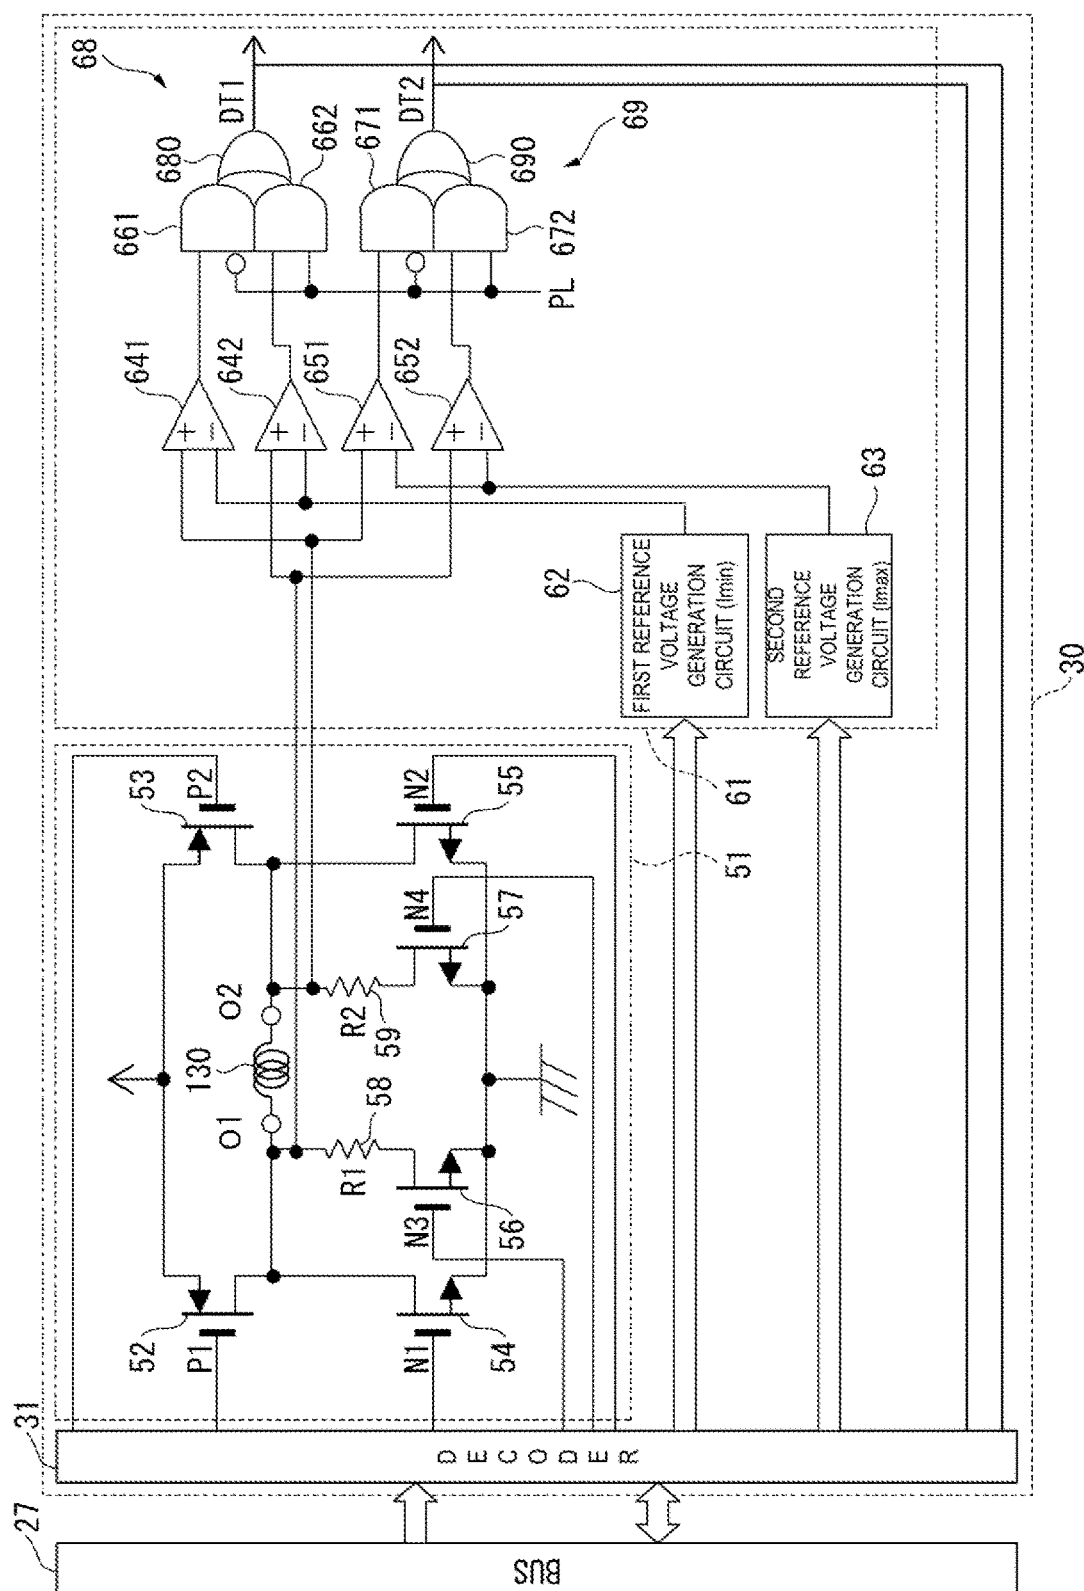 27
31
BUS
DECODER
30
51
61
52
P1
53
P2
O1
130
O2
R1
58
R2
59
N1
54
N3
56
N4
57
N2
55
62
FIRST REFERENCE
VOLTAGE
GENERATION
CIRCUIT (Imin)
63
SECOND
REFERENCE
VOLTAGE
GENERATION
CIRCUIT (Imax)
641
+
−
642
+
−
651
+
−
652
+
−
661
680
662
DT1
68
671
690
672
DT2
69
PL